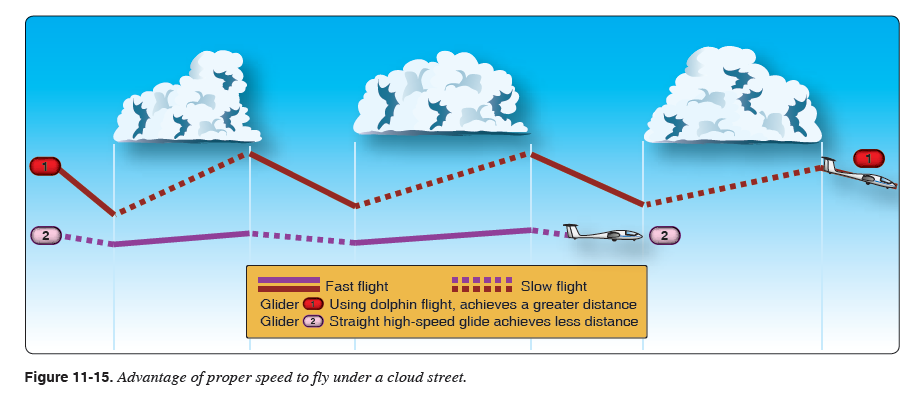 1
1
2
2
Fast flight
Slow flight
Glider 1 Using dolphin flight, achieves a greater distance
Glider 2 Straight high-speed glide achieves less distance
Figure 11-15. Advantage of proper speed to fly under a cloud street.